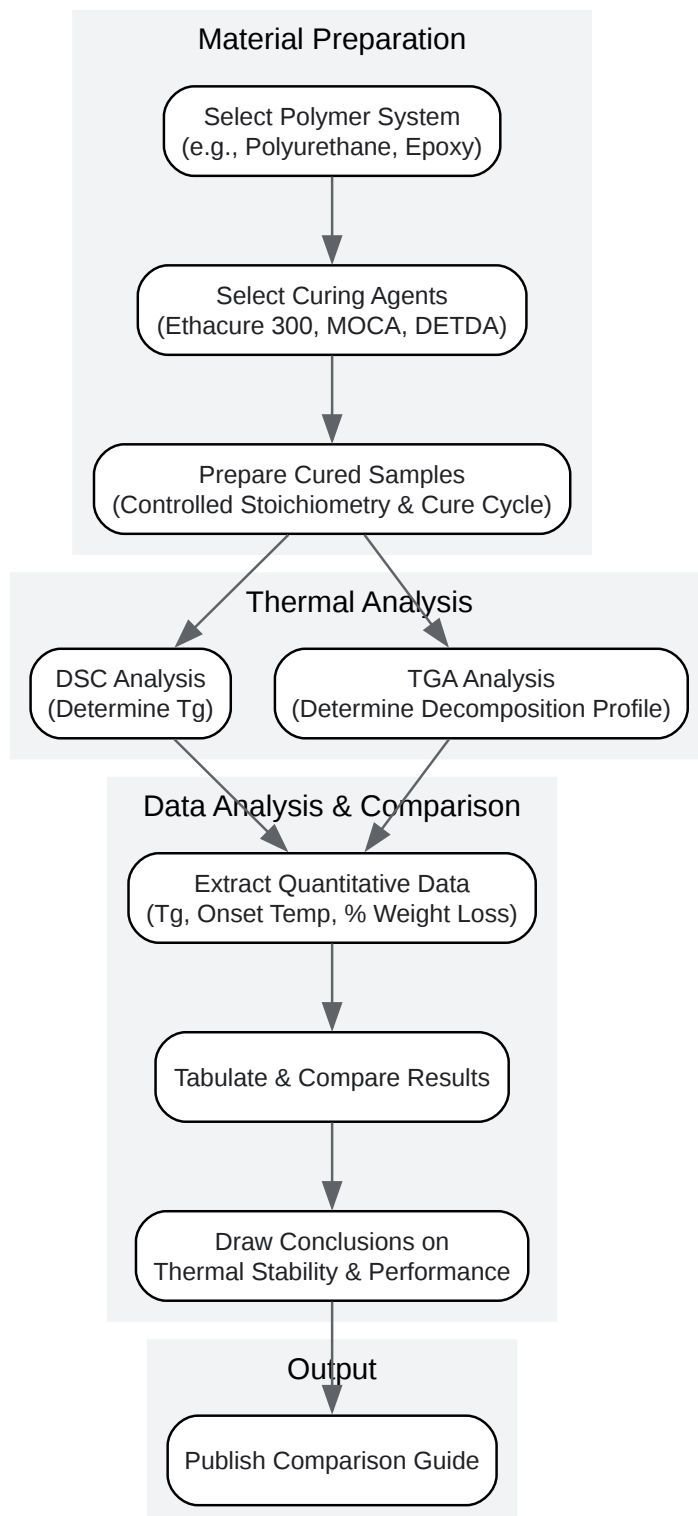 Material Preparation
Select Polymer System
(e.g., Polyurethane, Epoxy)
Select Curing Agents
(Ethacure 300, MOCA, DETDA)
Prepare Cured Samples
(Controlled Stoichiometry & Cure Cycle)
Thermal Analysis
DSC Analysis
(Determine Tg)
TGA Analysis
(Determine Decomposition Profile)
Data Analysis & Comparison
Extract Quantitative Data
(Tg, Onset Temp, % Weight Loss)
Tabulate & Compare Results
Draw Conclusions on
Thermal Stability & Performance
Output
Publish Comparison Guide